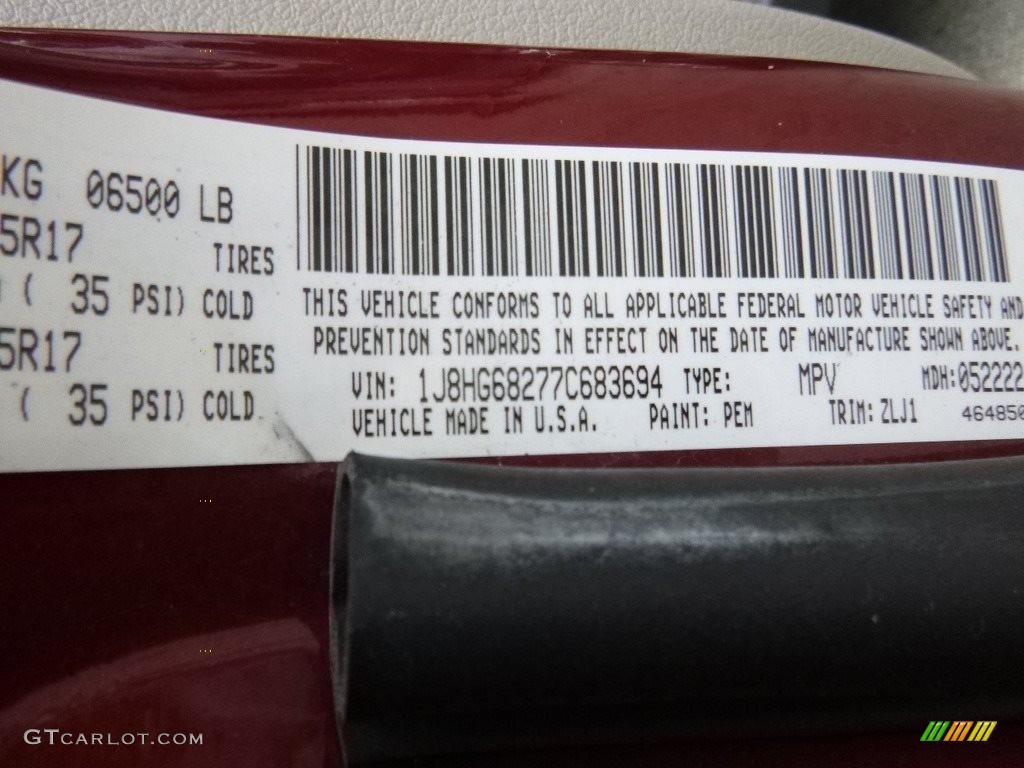 KG 06500 LB
5R17 TIRES
( 35 PSI) COLD
5R17 TIRES
( 35 PSI) COLD
THIS VEHICLE CONFORMS TO ALL APPLICABLE FEDERAL MOTOR VEHICLE SAFETY AND
PREVENTION STANDARDS IN EFFECT ON THE DATE OF MANUFACTURE SHOWN ABOVE.
VIN: 1J8HG68277C683694 TYPE: MPV MDH:052222
VEHICLE MADE IN U.S.A. PAINT: PEM TRIM: ZLJ1 464850
GTCARLOT.COM